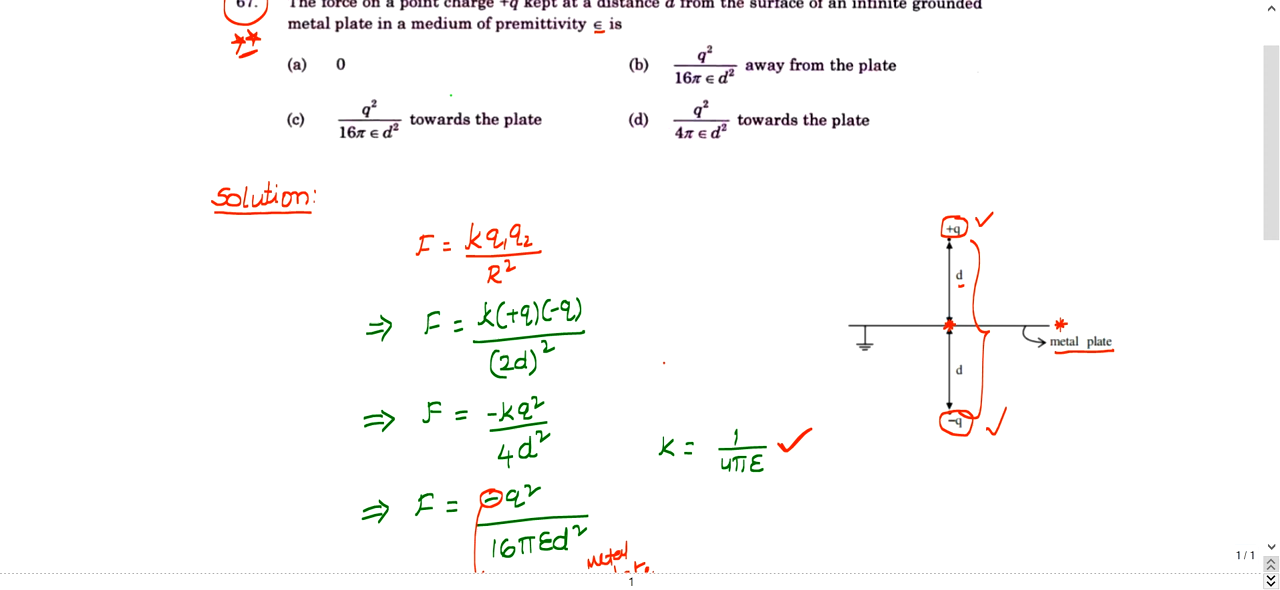 67. The force on a point charge +q kept at a distance d from the surface of an infinite grounded
metal plate in a medium of premittivity ∈ is
(a) 0 (b) q²/16π∈d² away from the plate
(c) q²/16π∈d² towards the plate (d) q²/4π∈d² towards the plate
Solution:
F = kq₁q₂/R²
⇒ F = k(+q)(-q)/(2d)²
⇒ F = -kq²/4d²
K = 1/4πε
⇒ F = -q²/16πεd²
metal
+q
d
metal plate
d
-q
1 / 1
1